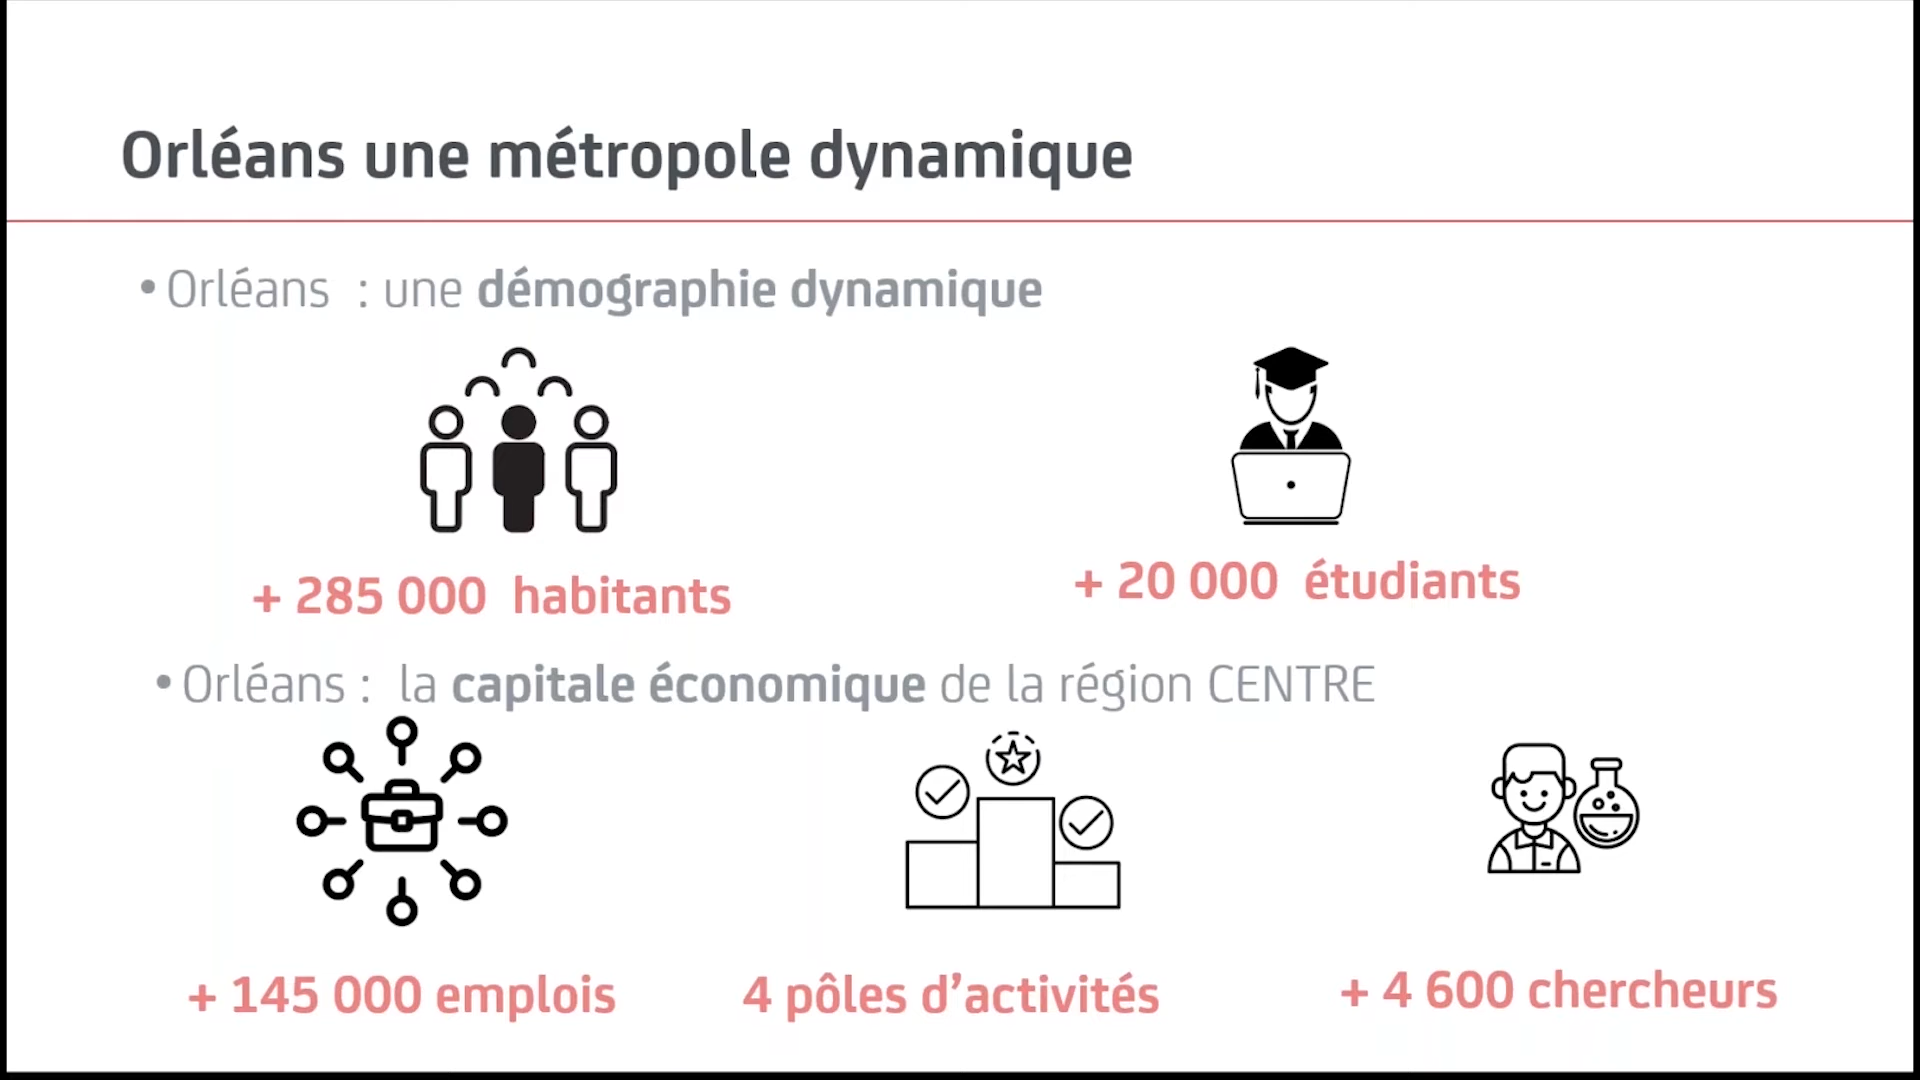 Orléans une métropole dynamique
• Orléans : une démographie dynamique
+ 285 000 habitants
+ 20 000 étudiants
• Orléans : la capitale économique de la région CENTRE
+ 145 000 emplois
4 pôles d’activités
+ 4 600 chercheurs